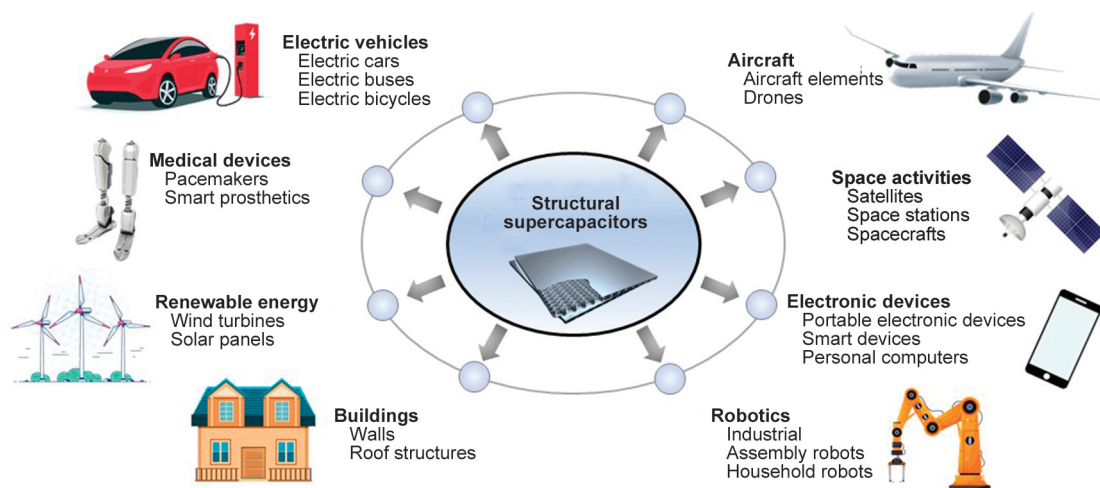 Electric vehicles
Electric cars
Electric buses
Electric bicycles
Aircraft
Aircraft elements
Drones
Medical devices
Pacemakers
Smart prosthetics
Structural
supercapacitors
Space activities
Satellites
Space stations
Spacecrafts
Renewable energy
Wind turbines
Solar panels
Electronic devices
Portable electronic devices
Smart devices
Personal computers
Buildings
Walls
Roof structures
Robotics
Industrial
Assembly robots
Household robots